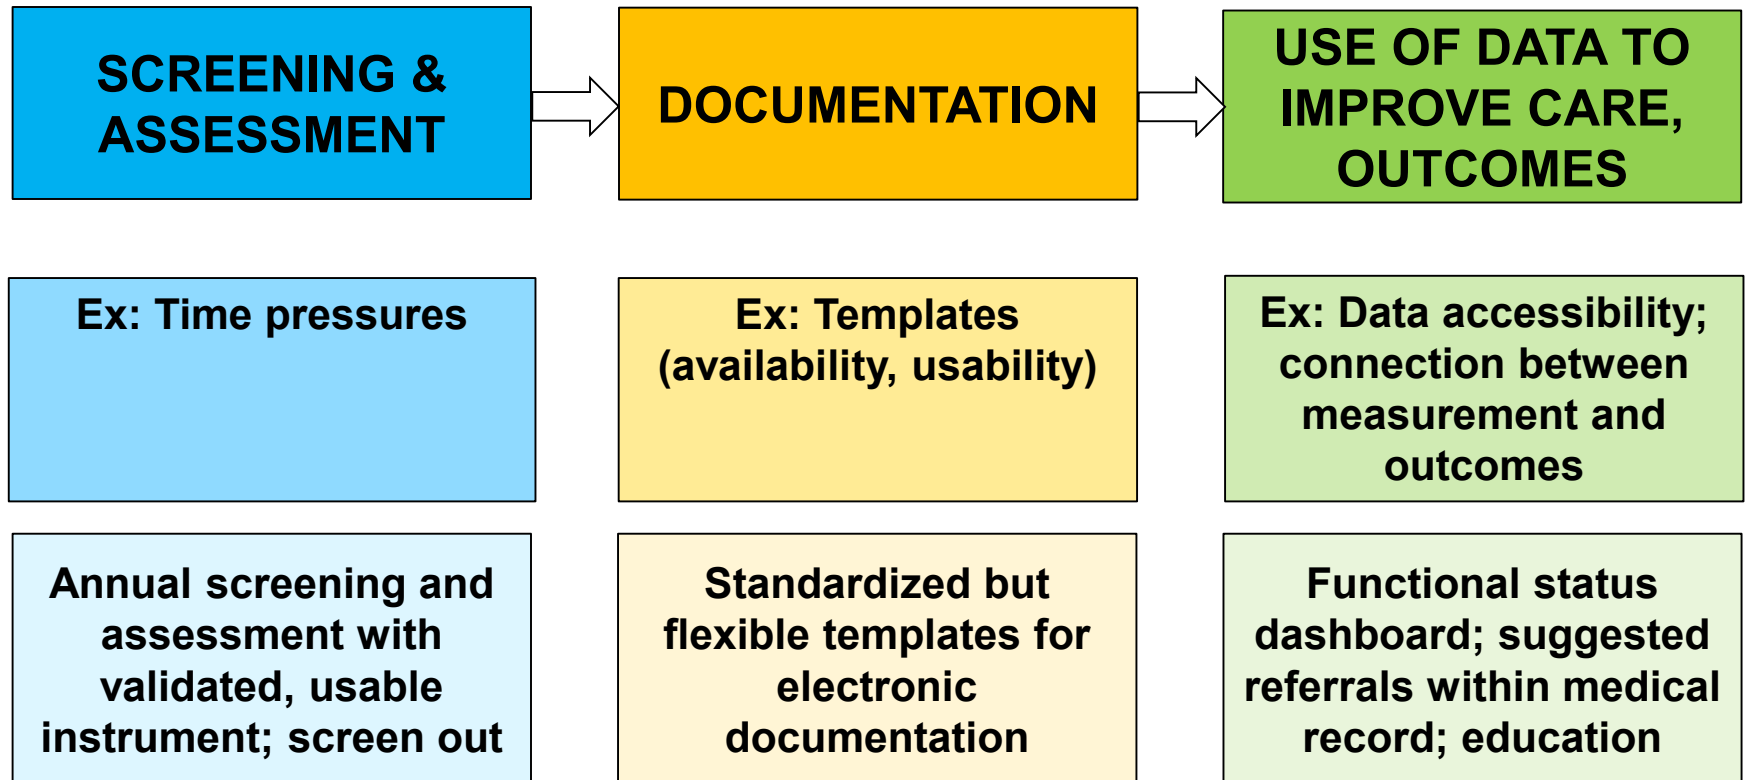 SCREENING &
ASSESSMENT
DOCUMENTATION
USE OF DATA TO
IMPROVE CARE,
OUTCOMES
Ex: Time pressures
Ex: Templates
(availability, usability)
Ex: Data accessibility;
connection between
measurement and
outcomes
Annual screening and
assessment with
validated, usable
instrument; screen out
Standardized but
flexible templates for
electronic
documentation
Functional status
dashboard; suggested
referrals within medical
record; education